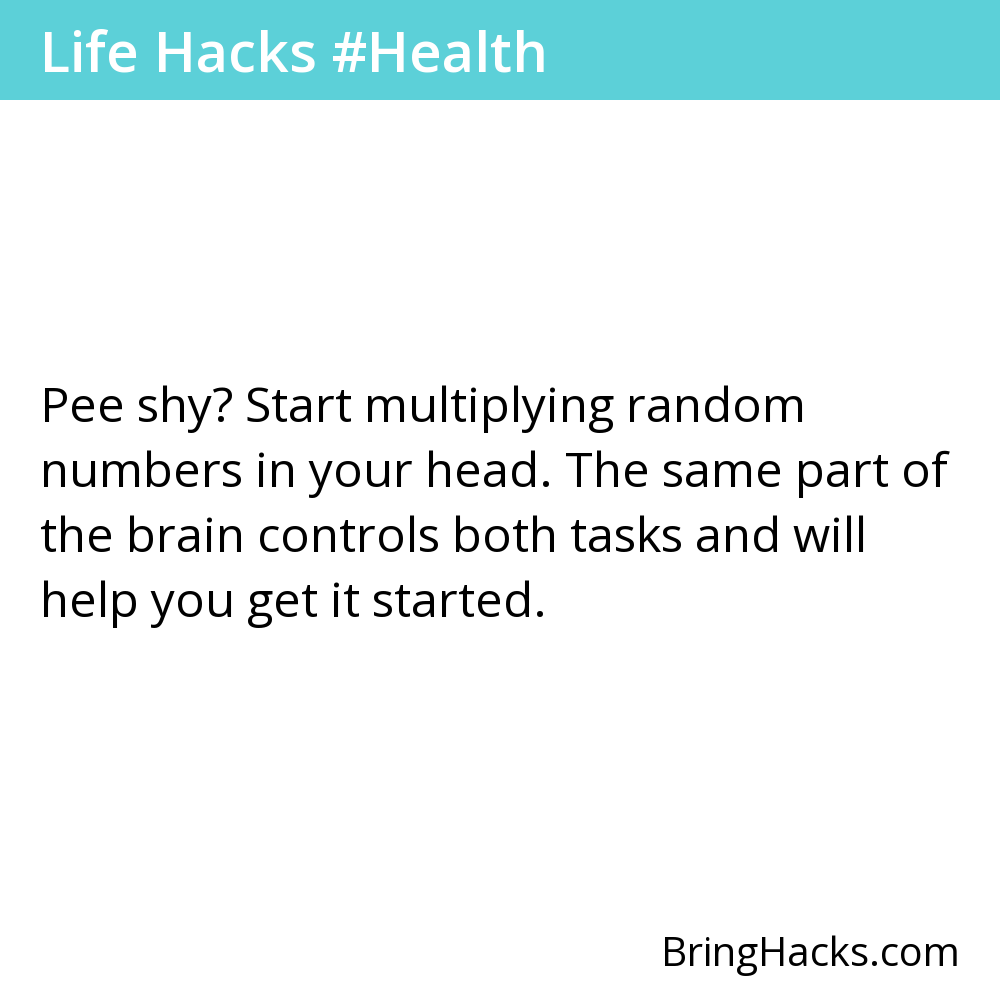 Life Hacks #Health
Pee shy? Start multiplying random
numbers in your head. The same part of
the brain controls both tasks and will
help you get it started.
BringHacks.com